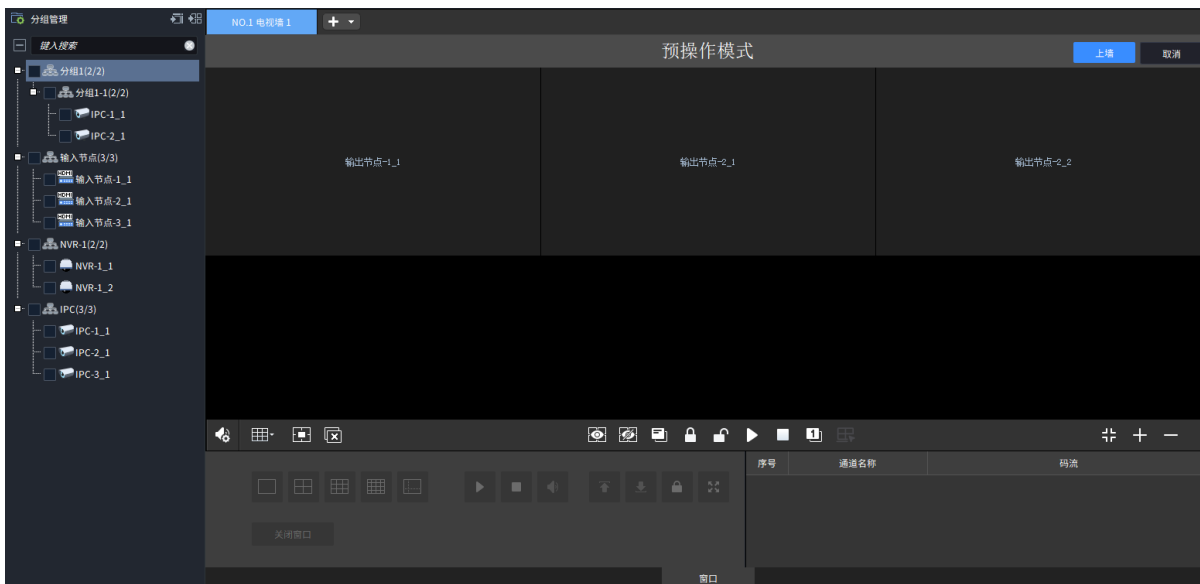 分组管理
NO.1 电视墙 1
键入搜索
预操作模式
上墙
取消
分组1(2/2)
分组1-1(2/2)
IPC-1_1
IPC-2_1
输入节点(3/3)
HDMI 输入节点-1_1
HDMI 输入节点-2_1
HDMI 输入节点-3_1
NVR-1(2/2)
NVR-1_1
NVR-1_2
IPC(3/3)
IPC-1_1
IPC-2_1
IPC-3_1
输出节点-1_1
输出节点-2_1
输出节点-2_2
1
序号
通道名称
码流
关闭窗口
窗口